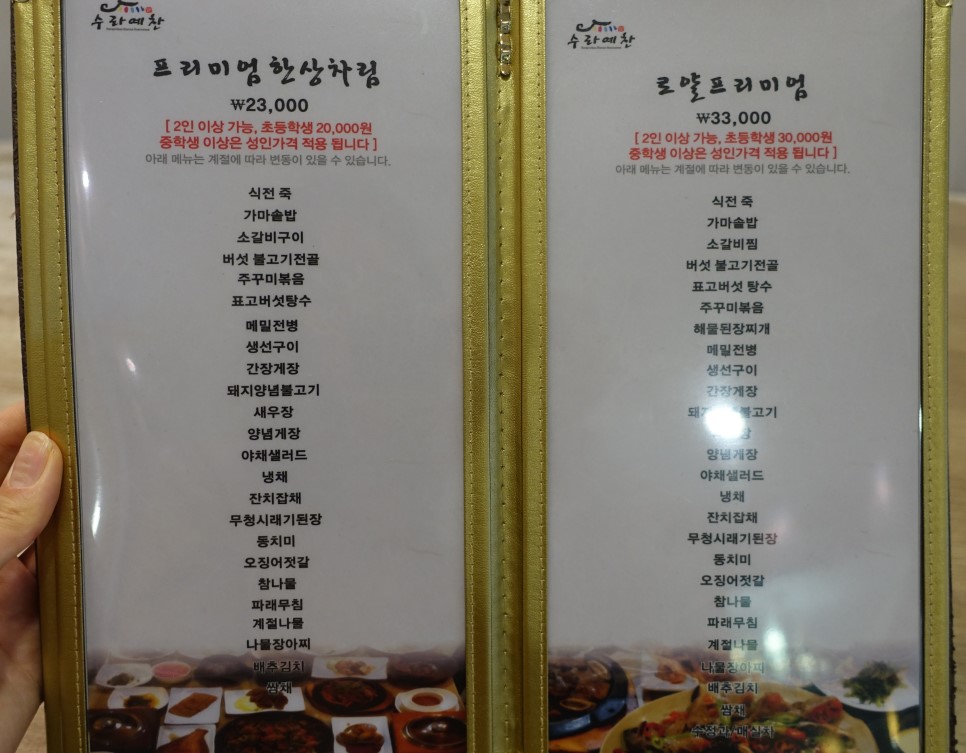 수라예찬
프리미엄 한상차림
₩23,000
[ 2인 이상 가능, 초등학생 20,000원
중학생 이상은 성인가격 적용 됩니다 ]
아래 메뉴는 계절에 따라 변동이 있을 수 있습니다.
식전 죽
가마솥밥
소갈비구이
버섯 불고기전골
주꾸미볶음
표고버섯탕수
메밀전병
생선구이
간장게장
돼지양념불고기
새우장
양념게장
야채샐러드
냉채
잔치잡채
무청시래기된장
동치미
오징어젓갈
참나물
파래무침
계절나물
나물장아찌
배추김치
쌈채
수라예찬
로얄프리미엄
₩33,000
[ 2인 이상 가능, 초등학생 30,000원
중학생 이상은 성인가격 적용 됩니다 ]
아래 메뉴는 계절에 따라 변동이 있을 수 있습니다.
식전 죽
가마솥밥
소갈비찜
버섯 불고기전골
표고버섯 탕수
주꾸미볶음
해물된장찌개
메밀전병
생선구이
간장게장
양념게장
야채샐러드
냉채
잔치잡채
무청시래기된장
동치미
오징어젓갈
참나물
파래무침
계절나물
나물장아찌
배추김치
쌈채